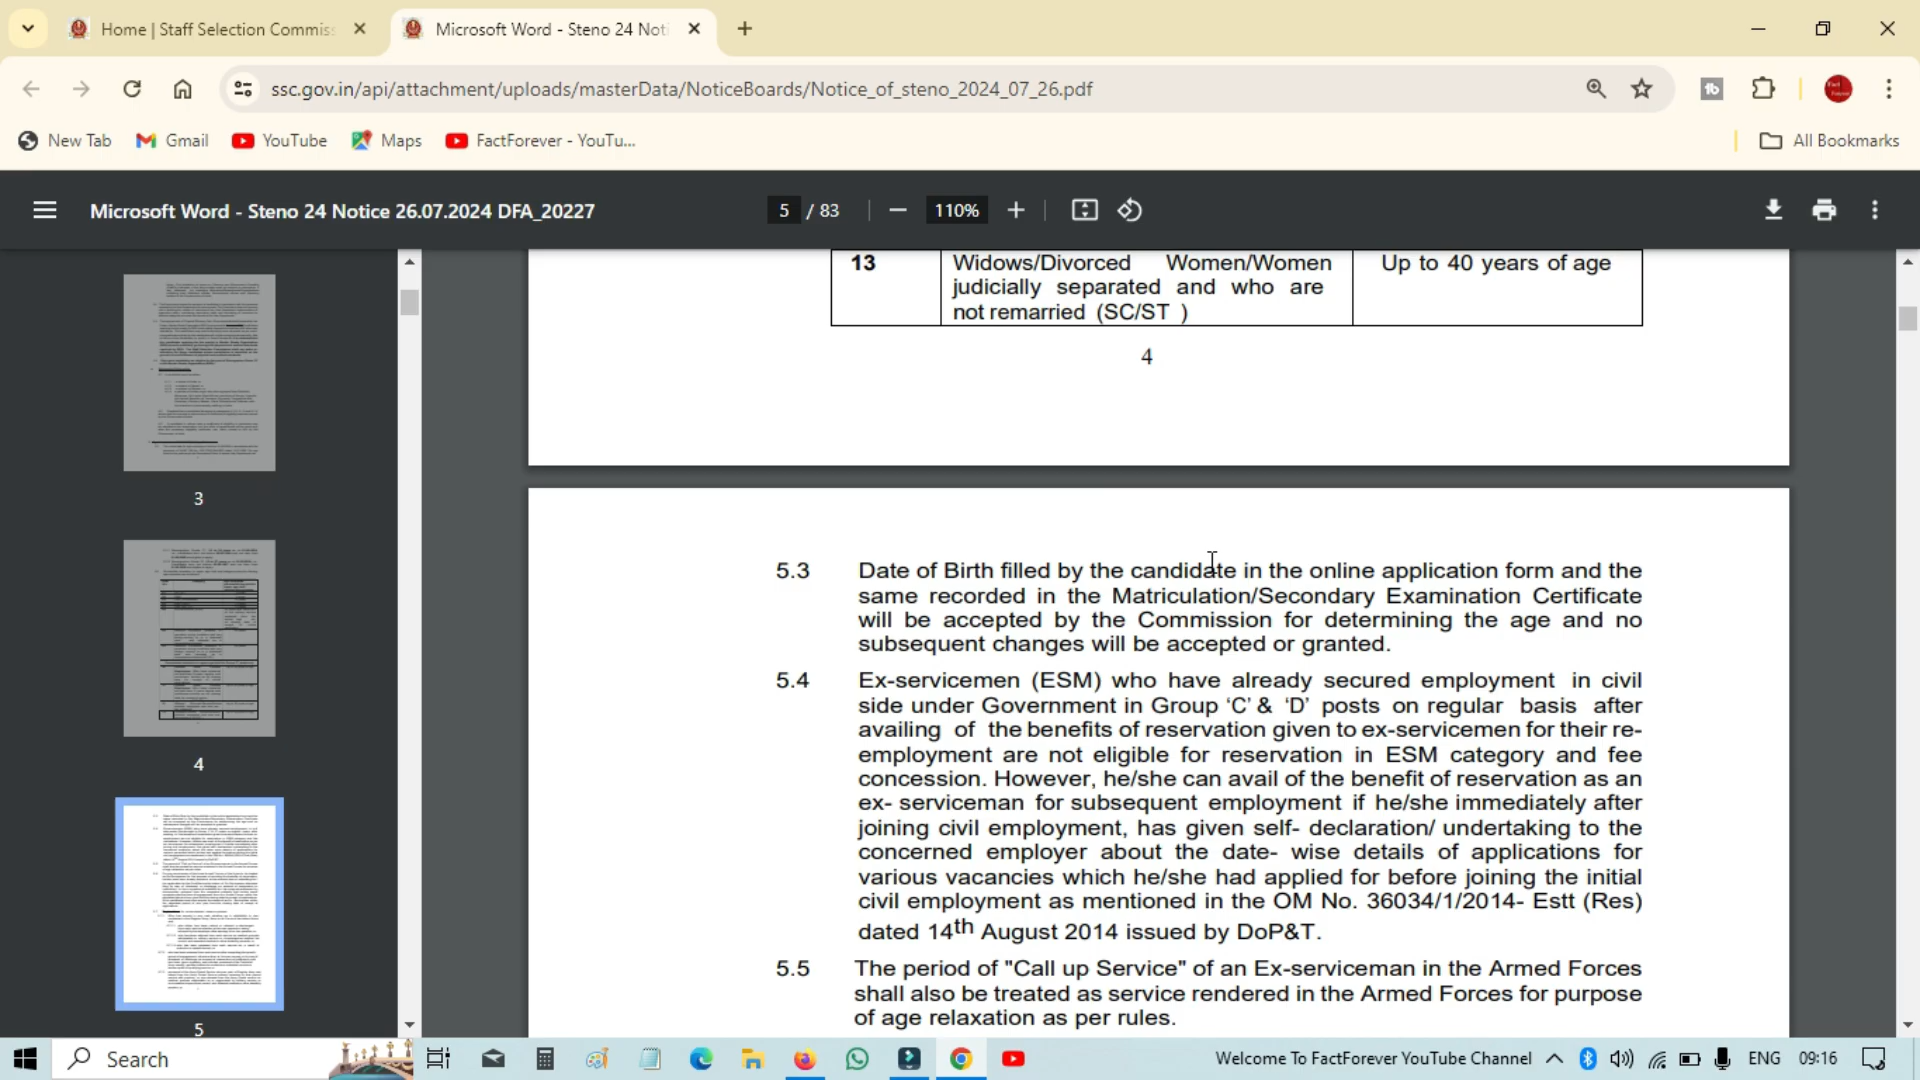 Home | Staff Selection Commis
Microsoft Word - Steno 24 Noti
ssc.gov.in/api/attachment/uploads/masterData/NoticeBoards/Notice_of_steno_2024_07_26.pdf
New Tab
Gmail
YouTube
Maps
FactForever - YouTu...
All Bookmarks
Microsoft Word - Steno 24 Notice 26.07.2024 DFA_20227
5 / 83
110%
3
4
5
13 Widows/Divorced Women/Women Up to 40 years of age
judicially separated and who are
not remarried (SC/ST )
4
5.3 Date of Birth filled by the candidate in the online application form and the
same recorded in the Matriculation/Secondary Examination Certificate
will be accepted by the Commission for determining the age and no
subsequent changes will be accepted or granted.
5.4 Ex-servicemen (ESM) who have already secured employment in civil
side under Government in Group ‘C’ & ‘D’ posts on regular basis after
availing of the benefits of reservation given to ex-servicemen for their re-
employment are not eligible for reservation in ESM category and fee
concession. However, he/she can avail of the benefit of reservation as an
ex- serviceman for subsequent employment if he/she immediately after
joining civil employment, has given self- declaration/ undertaking to the
concerned employer about the date- wise details of applications for
various vacancies which he/she had applied for before joining the initial
civil employment as mentioned in the OM No. 36034/1/2014- Estt (Res)
dated 14th August 2014 issued by DoP&T.
5.5 The period of "Call up Service" of an Ex-serviceman in the Armed Forces
shall also be treated as service rendered in the Armed Forces for purpose
of age relaxation as per rules.
Search
Welcome To FactForever YouTube Channel
ENG
09:16